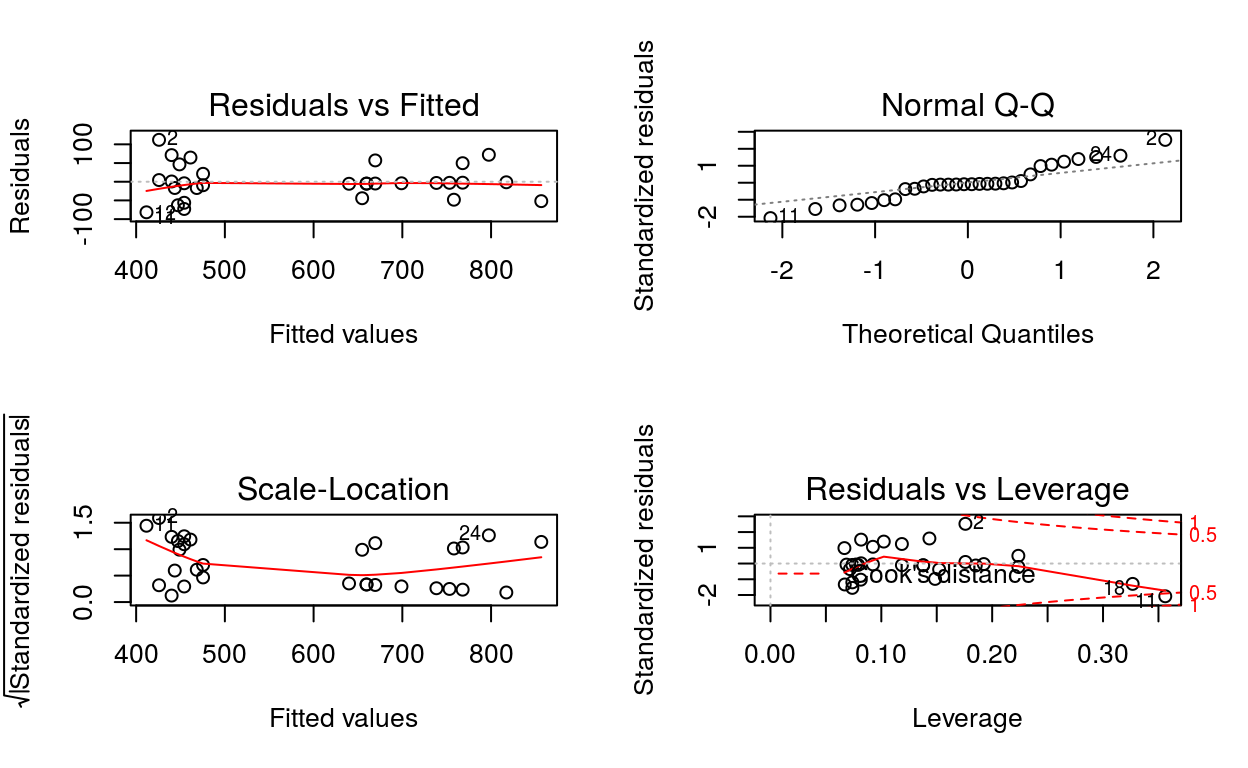 Residuals vs Fitted
Residuals
-100
100
2
11
400 500 600 700 800
Fitted values
Normal Q-Q
Standardized residuals
-2
1
2
24
11
-2 -1 0 1 2
Theoretical Quantiles
Scale-Location
√|Standardized residuals|
0.0
1.5
2
11
24
400 500 600 700 800
Fitted values
Residuals vs Leverage
Standardized residuals
-2
1
2
18
11
Cook's distance
1
0.5
0.5
1
0.00 0.10 0.20 0.30
Leverage